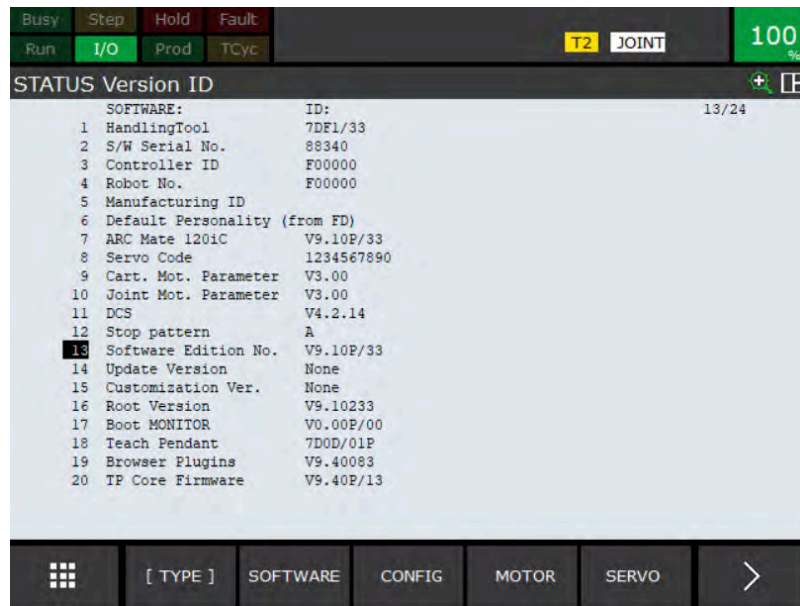 Busy Step Hold Fault
Run I/O Prod TCyc T2 JOINT 100 %
STATUS Version ID
SOFTWARE: ID: 13/24
1 HandlingTool 7DF1/33
2 S/W Serial No. 88340
3 Controller ID F00000
4 Robot No. F00000
5 Manufacturing ID
6 Default Personality (from FD)
7 ARC Mate 120iC V9.10P/33
8 Servo Code 1234567890
9 Cart. Mot. Parameter V3.00
10 Joint Mot. Parameter V3.00
11 DCS V4.2.14
12 Stop pattern A
13 Software Edition No. V9.10P/33
14 Update Version None
15 Customization Ver. None
16 Root Version V9.10233
17 Boot MONITOR V0.00P/00
18 Teach Pendant 7D0D/01P
19 Browser Plugins V9.40083
20 TP Core Firmware V9.40P/13
[ TYPE ] SOFTWARE CONFIG MOTOR SERVO >